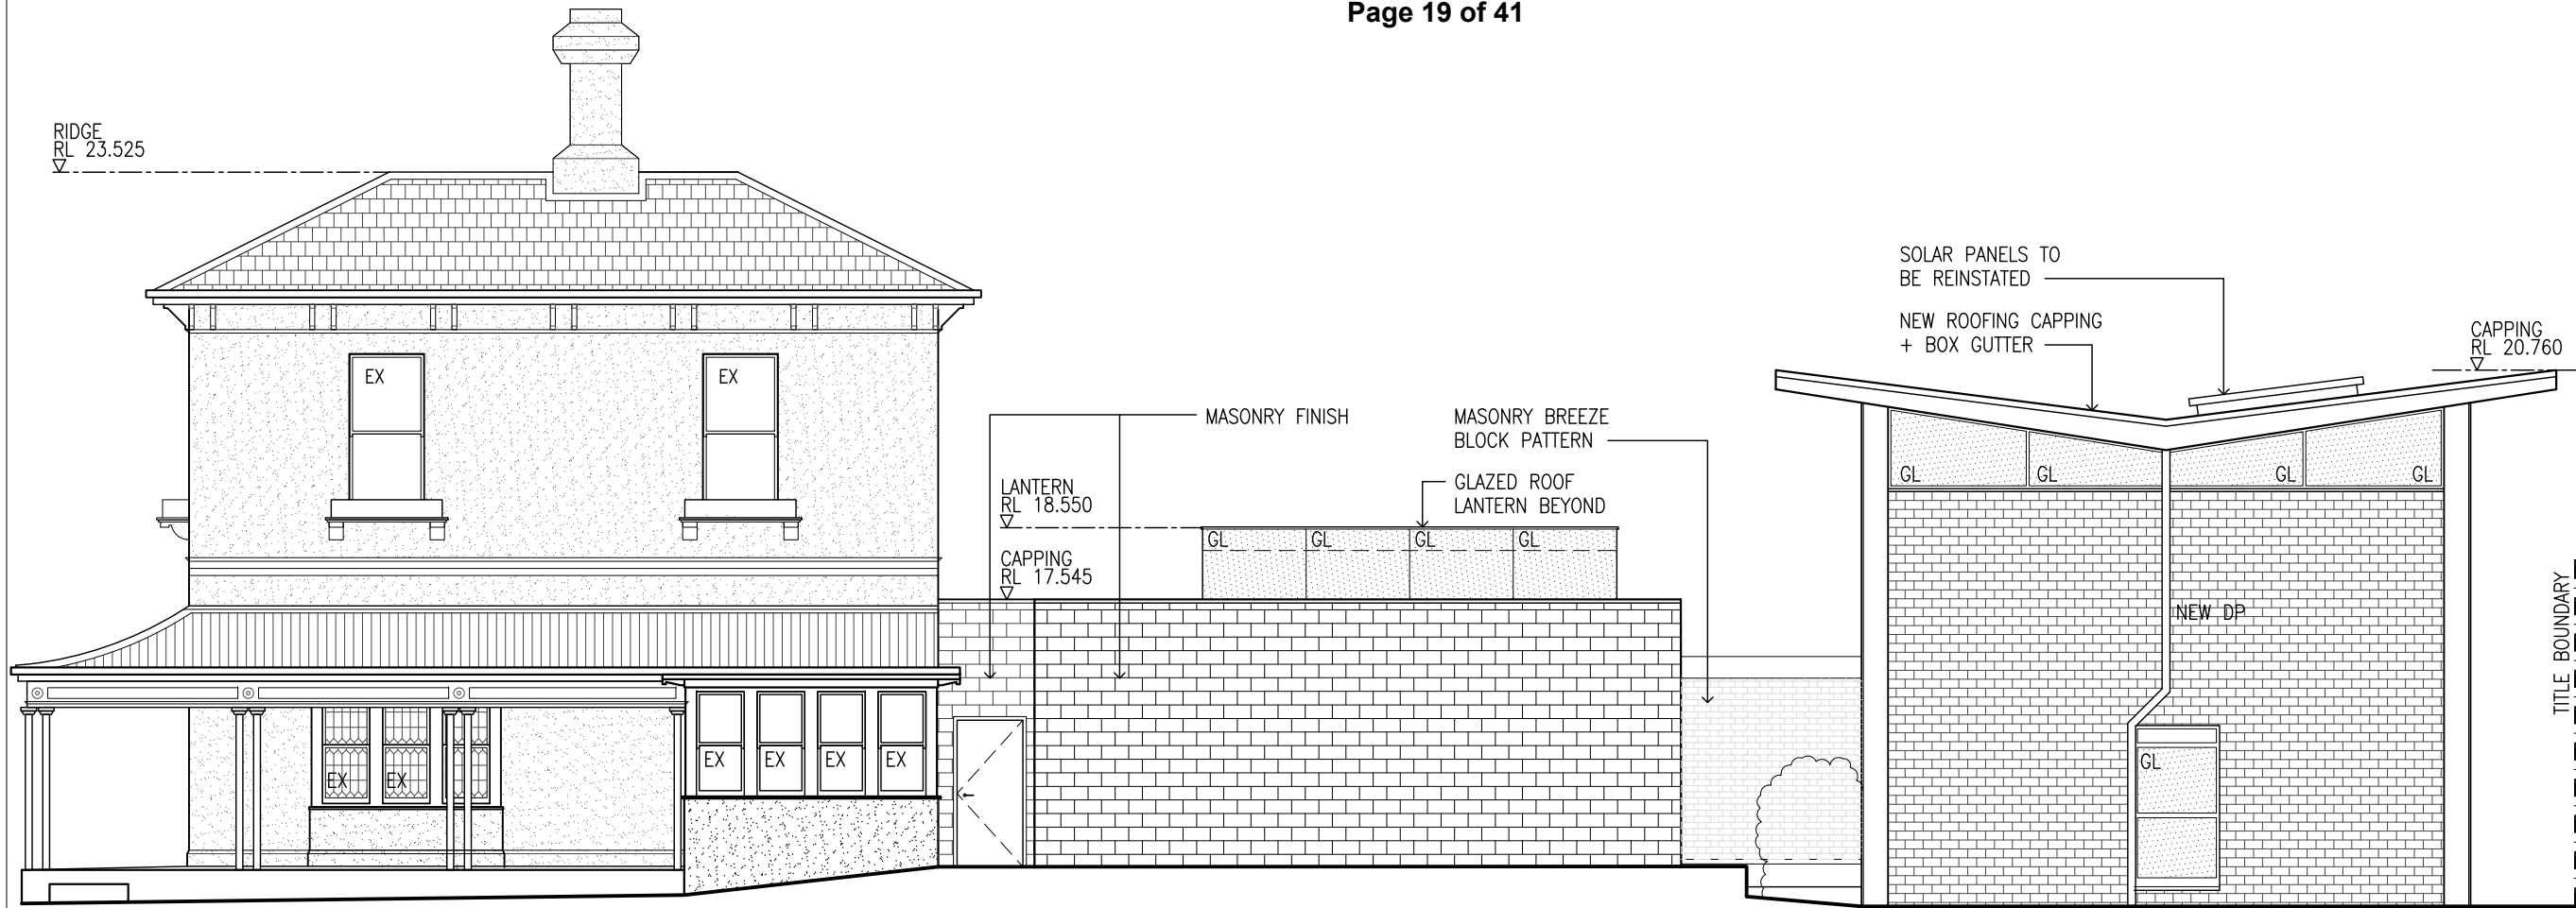 Page 19 of 41
RIDGE
RL 23.525
EX
EX
EX
EX
EX
EX
EX
EX
MASONRY FINISH
LANTERN
RL 18.550
CAPPING
RL 17.545
MASONRY BREEZE
BLOCK PATTERN
GLAZED ROOF
LANTERN BEYOND
GL
GL
GL
GL
SOLAR PANELS TO
BE REINSTATED
NEW ROOFING CAPPING
+ BOX GUTTER
CAPPING
RL 20.760
GL
GL
GL
GL
NEW DP
GL
TITLE BOUNDARY